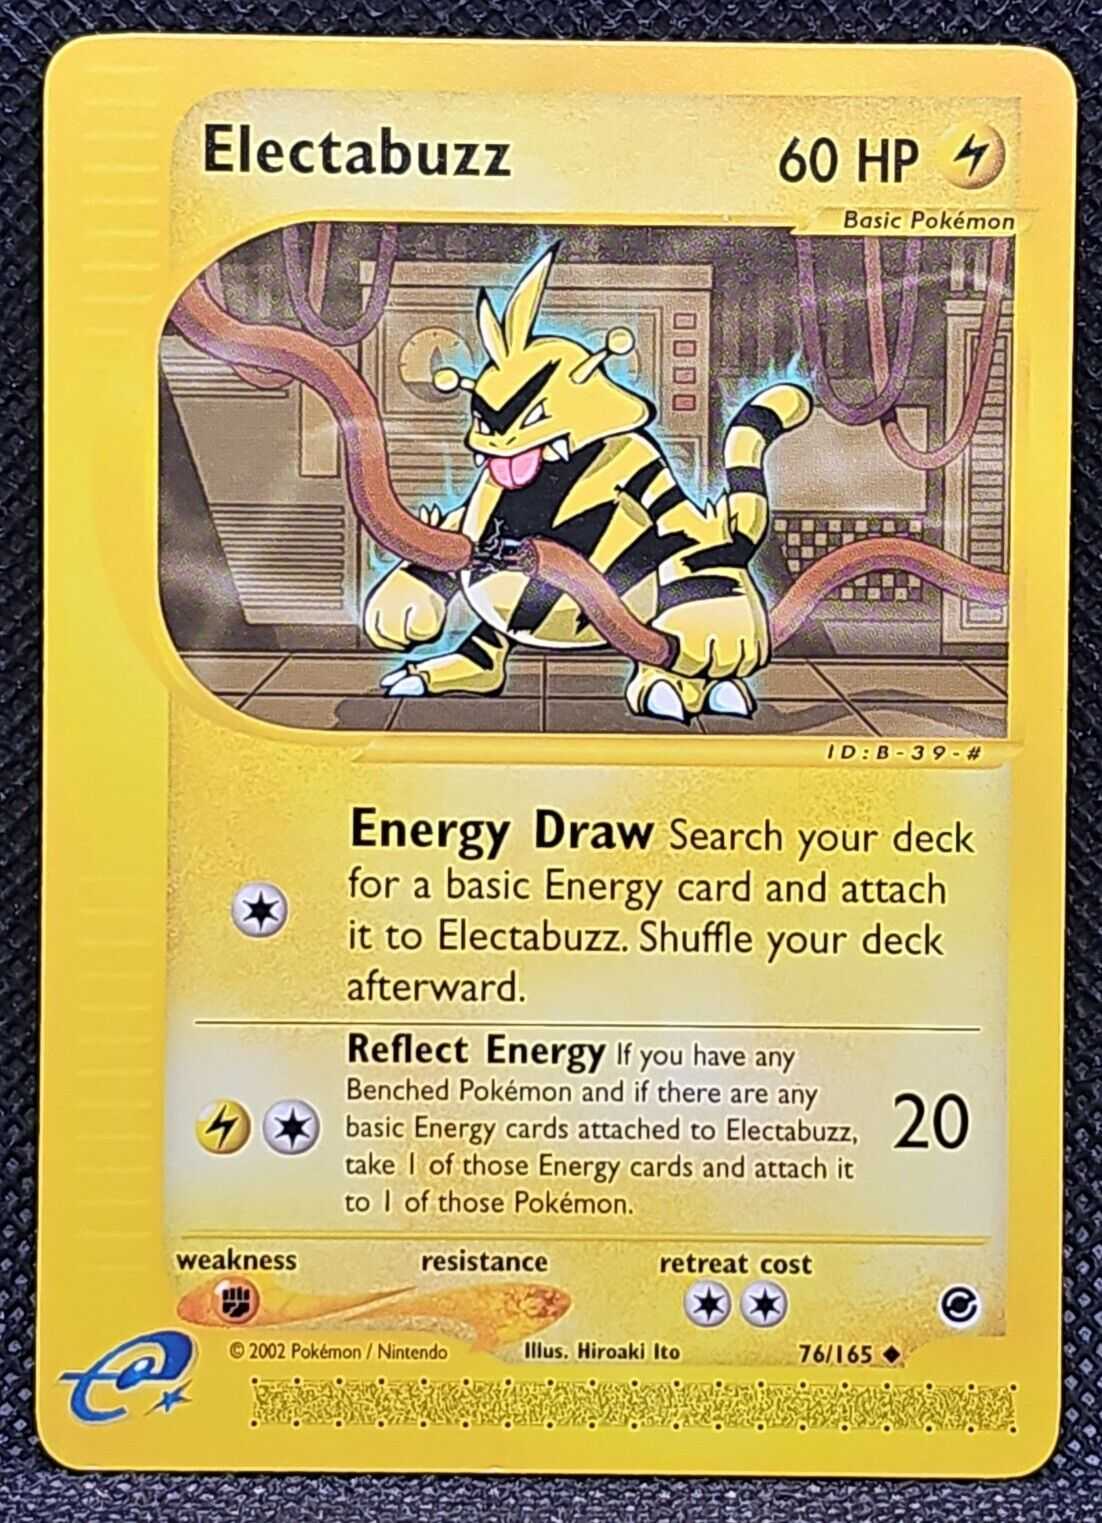 Electabuzz 60 HP
Basic Pokémon
ID:B-39-#
Energy Draw Search your deck
for a basic Energy card and attach
it to Electabuzz. Shuffle your deck
afterward.
Reflect Energy If you have any
Benched Pokémon and if there are any
basic Energy cards attached to Electabuzz,
take 1 of those Energy cards and attach it
to 1 of those Pokémon.
20
weakness resistance retreat cost
© 2002 Pokémon / Nintendo Illus. Hiroaki Ito 76/165 ◆
e